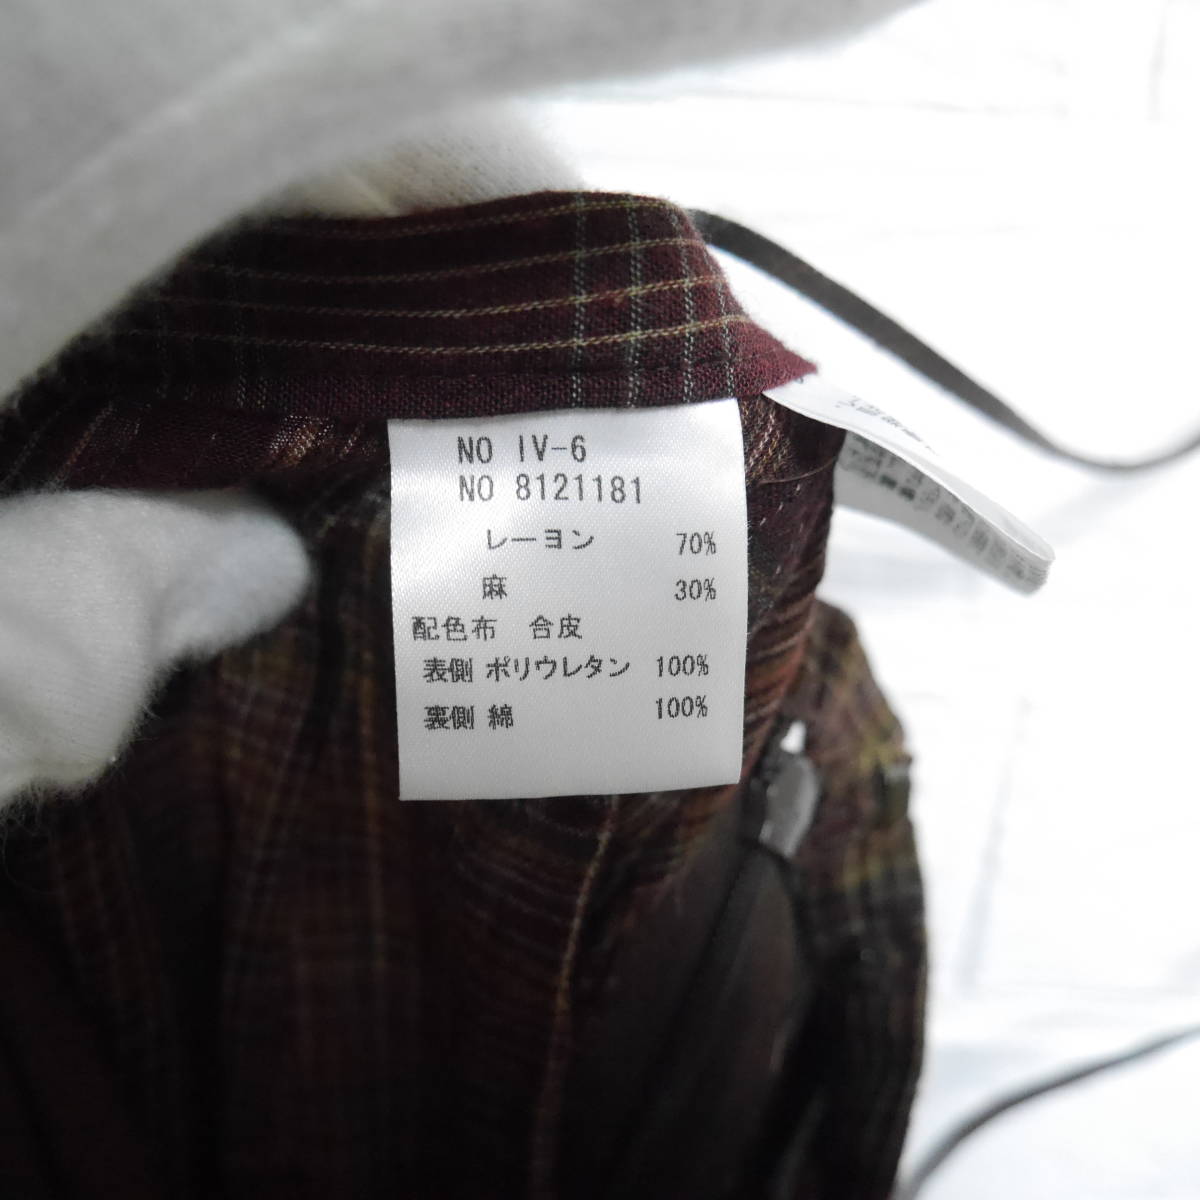 NO IV-6
NO 8121181
レーヨン 70%
麻 30%
配色布 合皮
表側 ポリウレタン 100%
裏側 綿 100%